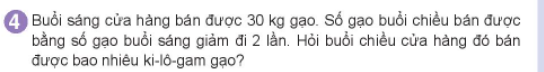 4 Buổi sáng cửa hàng bán được 30 kg gạo. Số gạo buổi chiều bán được
bằng số gạo buổi sáng giảm đi 2 lần. Hỏi buổi chiều cửa hàng đó bán
được bao nhiêu ki-lô-gam gạo?